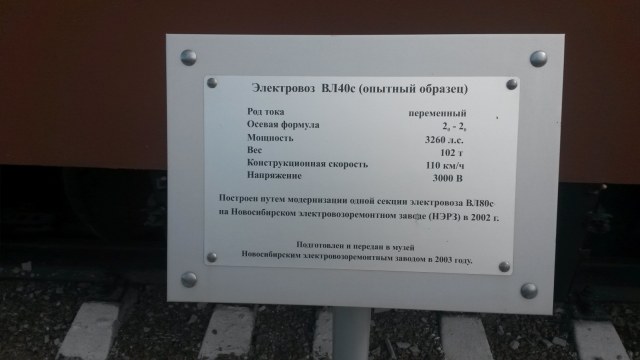 Электровоз ВЛ40с (опытный образец)
Род тока переменный
Осевая формула 2₀ - 2₀
Мощность 3260 л.с.
Вес 102 т
Конструкционная скорость 110 км/ч
Напряжение 3000 В
Построен путем модернизации одной секции электровоза ВЛ80с
на Новосибирском электровозоремонтном заводе (НЭРЗ) в 2002 г.
Подготовлен и передан в музей
Новосибирским электровозоремонтным заводом в 2003 году.